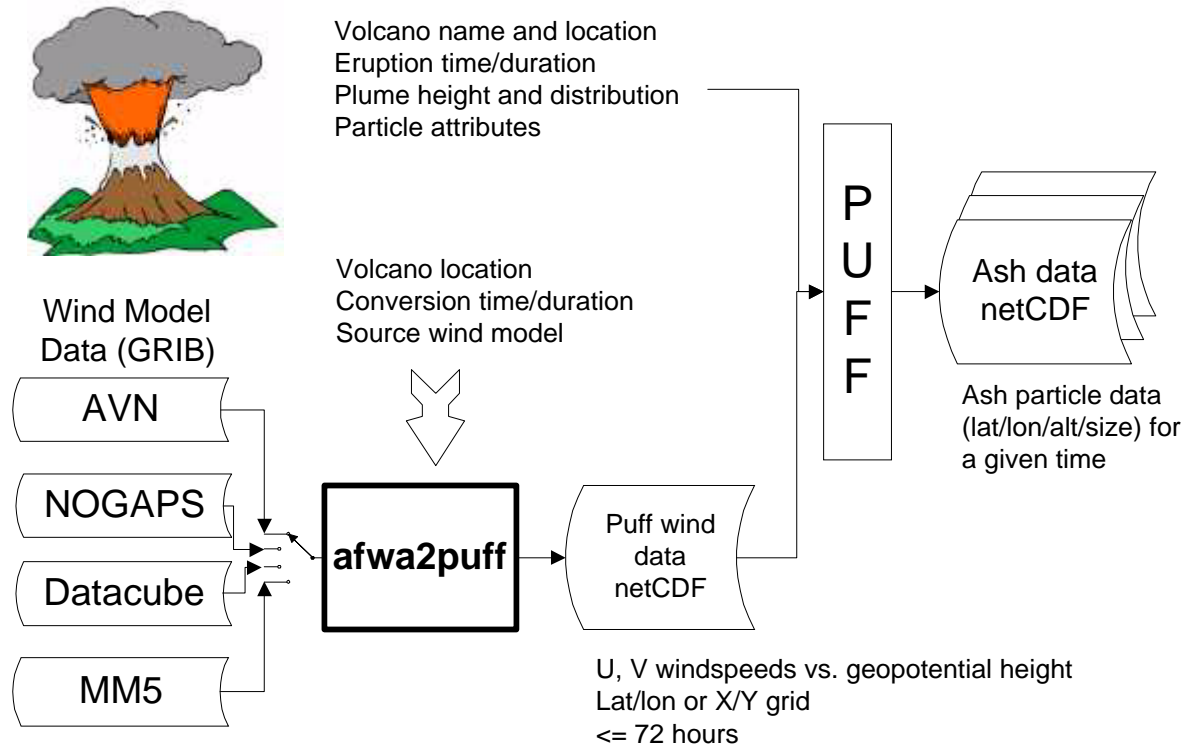 Volcano name and location
Eruption time/duration
Plume height and distribution
Particle attributes
P
U
F
F
Ash data
netCDF
Ash particle data
(lat/lon/alt/size) for
a given time
Volcano location
Conversion time/duration
Source wind model
Wind Model
Data (GRIB)
AVN
NOGAPS
Datacube
MM5
afwa2puff
Puff wind
data
netCDF
U, V windspeeds vs. geopotential height
Lat/lon or X/Y grid
<= 72 hours